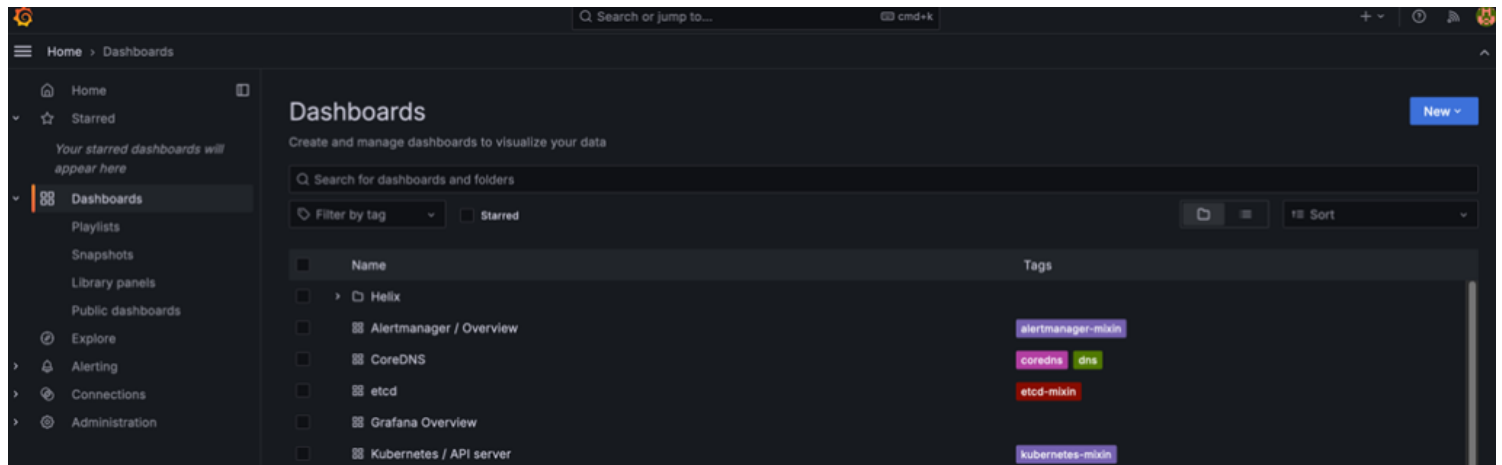 Search or jump to...
cmd+k
Home › Dashboards
Home
Starred
Your starred dashboards will
appear here
Dashboards
Playlists
Snapshots
Library panels
Public dashboards
Explore
Alerting
Connections
Administration
Dashboards
New
Create and manage dashboards to visualize your data
Search for dashboards and folders
Filter by tag
Starred
Sort
Name Tags
Helix
Alertmanager / Overview alertmanager-mixin
CoreDNS coredns dns
etcd etcd-mixin
Grafana Overview
Kubernetes / API server kubernetes-mixin